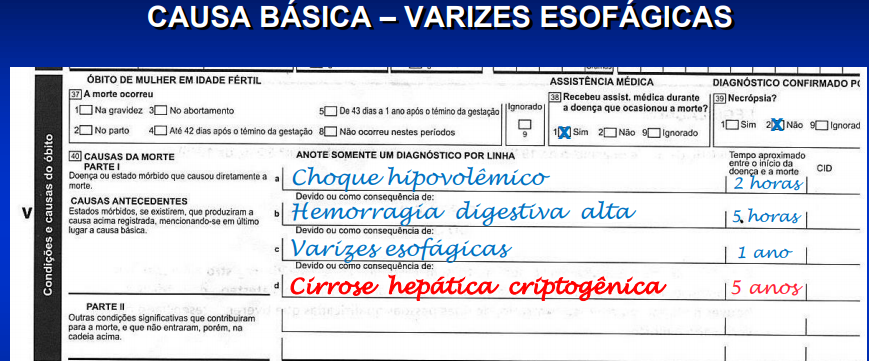 CAUSA BÁSICA – VARIZES ESOFÁGICAS
ÓBITO DE MULHER EM IDADE FÉRTIL
ASSISTÊNCIA MÉDICA
DIAGNÓSTICO CONFIRMADO PO
37 A morte ocorreu
1 Na gravidez 3 No abortamento 5 De 43 dias a 1 ano após o témino da gestação
2 No parto 4 Até 42 dias após o témino da gestação 8 Não ocorreu nestes períodos
Ignorado
9
38 Recebeu assist. médica durante
a doença que ocasionou a morte?
1 X Sim 2 Não 9 Ignorado
39 Necrópsia?
1 Sim 2 X Não 9 Ignorad
V
Condições e causas do óbito
40 CAUSAS DA MORTE
PARTE I
Doença ou estado mórbido que causou diretamente a
morte.
CAUSAS ANTECEDENTES
Estados mórbidos, se existirem, que produziram a
causa acima registrada, mencionando-se em último
lugar a causa básica.
PARTE II
Outras condições significativas que contribuiram
para a morte, e que não entraram, porém, na
cadeia acima.
ANOTE SOMENTE UM DIAGNÓSTICO POR LINHA
Tempo aproximado
entre o início da
doença e a morte
CID
a Choque hipovolêmico 2 horas
Devido ou como consequência de:
b Hemorragia digestiva alta 5 horas
Devido ou como consequência de:
c Varizes esofágicas 1 ano
Devido ou como consequência de:
d Cirrose hepática criptogênica 5 anos